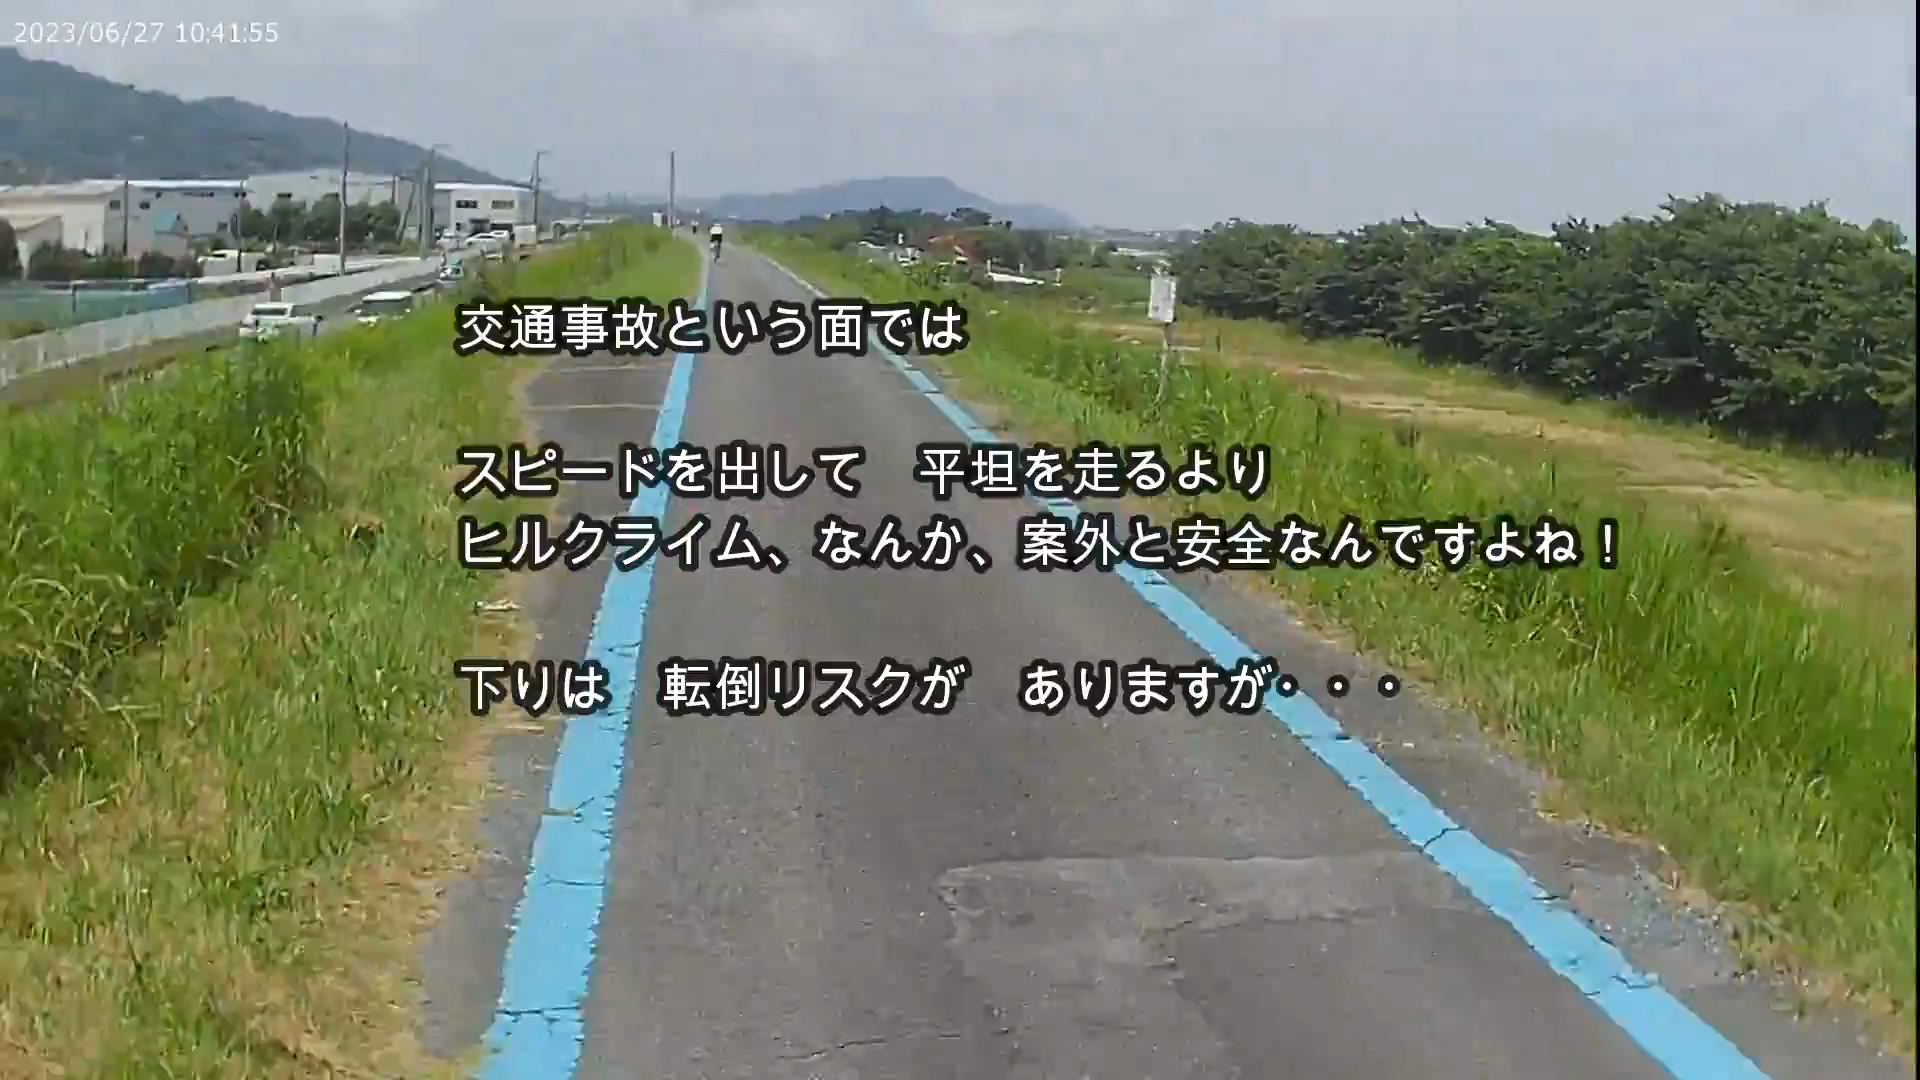 2023/06/27 10:41:55
交通事故という面では
スピードを出して　平坦を走るより
ヒルクライム、なんか、案外と安全なんですよね！
下りは　転倒リスクが　ありますが・・・